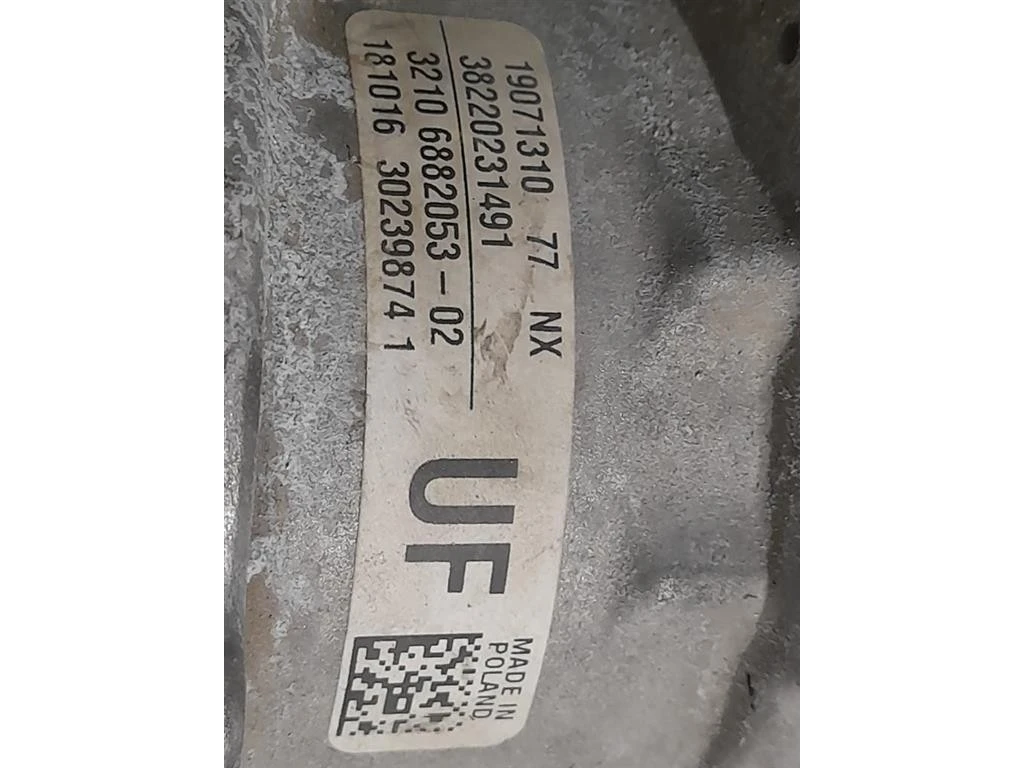 19071310 77 NX
38220231491
3210 6882053-02
181016 30239874 1
UF
MADE IN
POLAND